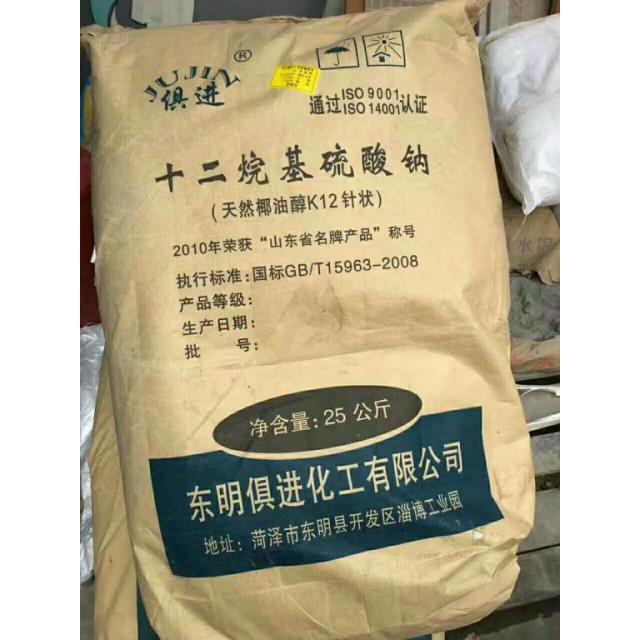 JUJIN®
俱进
通过ISO 9001
ISO 14001认证
十二烷基硫酸钠
(天然椰油醇K12针状)
2010年荣获“山东省名牌产品”称号
执行标准:国标GB/T15963-2008
产品等级:
生产日期:
批 号:
净含量:25公斤
东明俱进化工有限公司
地址:菏泽市东明县开发区淄博工业园
水泥